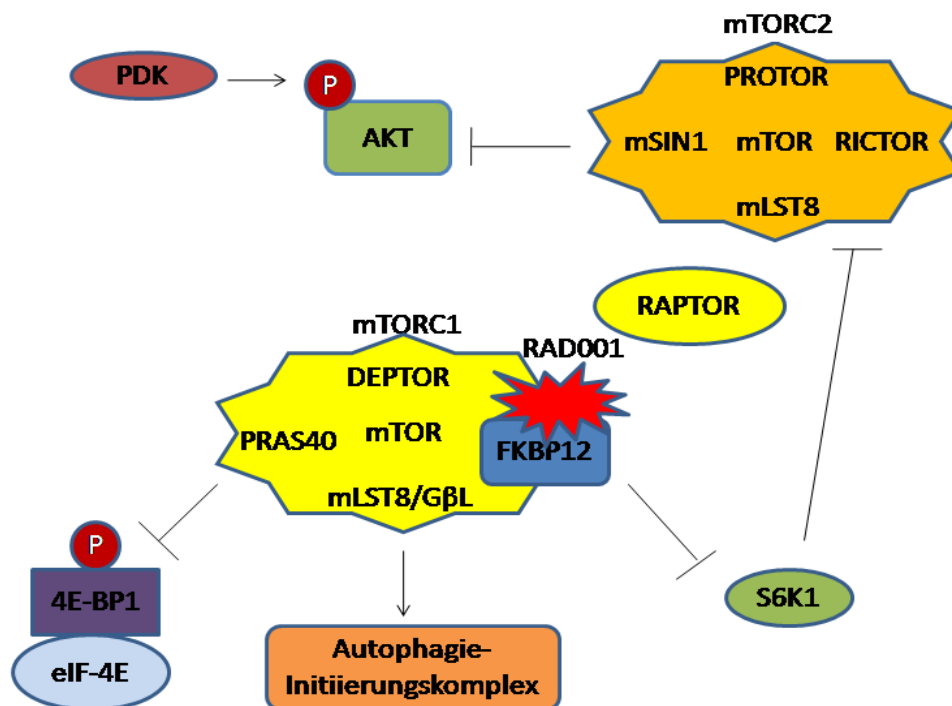 mTORC2
PDK
P
AKT
PROTOR
mSIN1 mTOR RICTOR
mLST8
RAPTOR
mTORC1
RAD001
DEPTOR
PRAS40 mTOR
FKBP12
mLST8/GβL
P
4E-BP1
eIF-4E
Autophagie-
Initiierungskomplex
S6K1